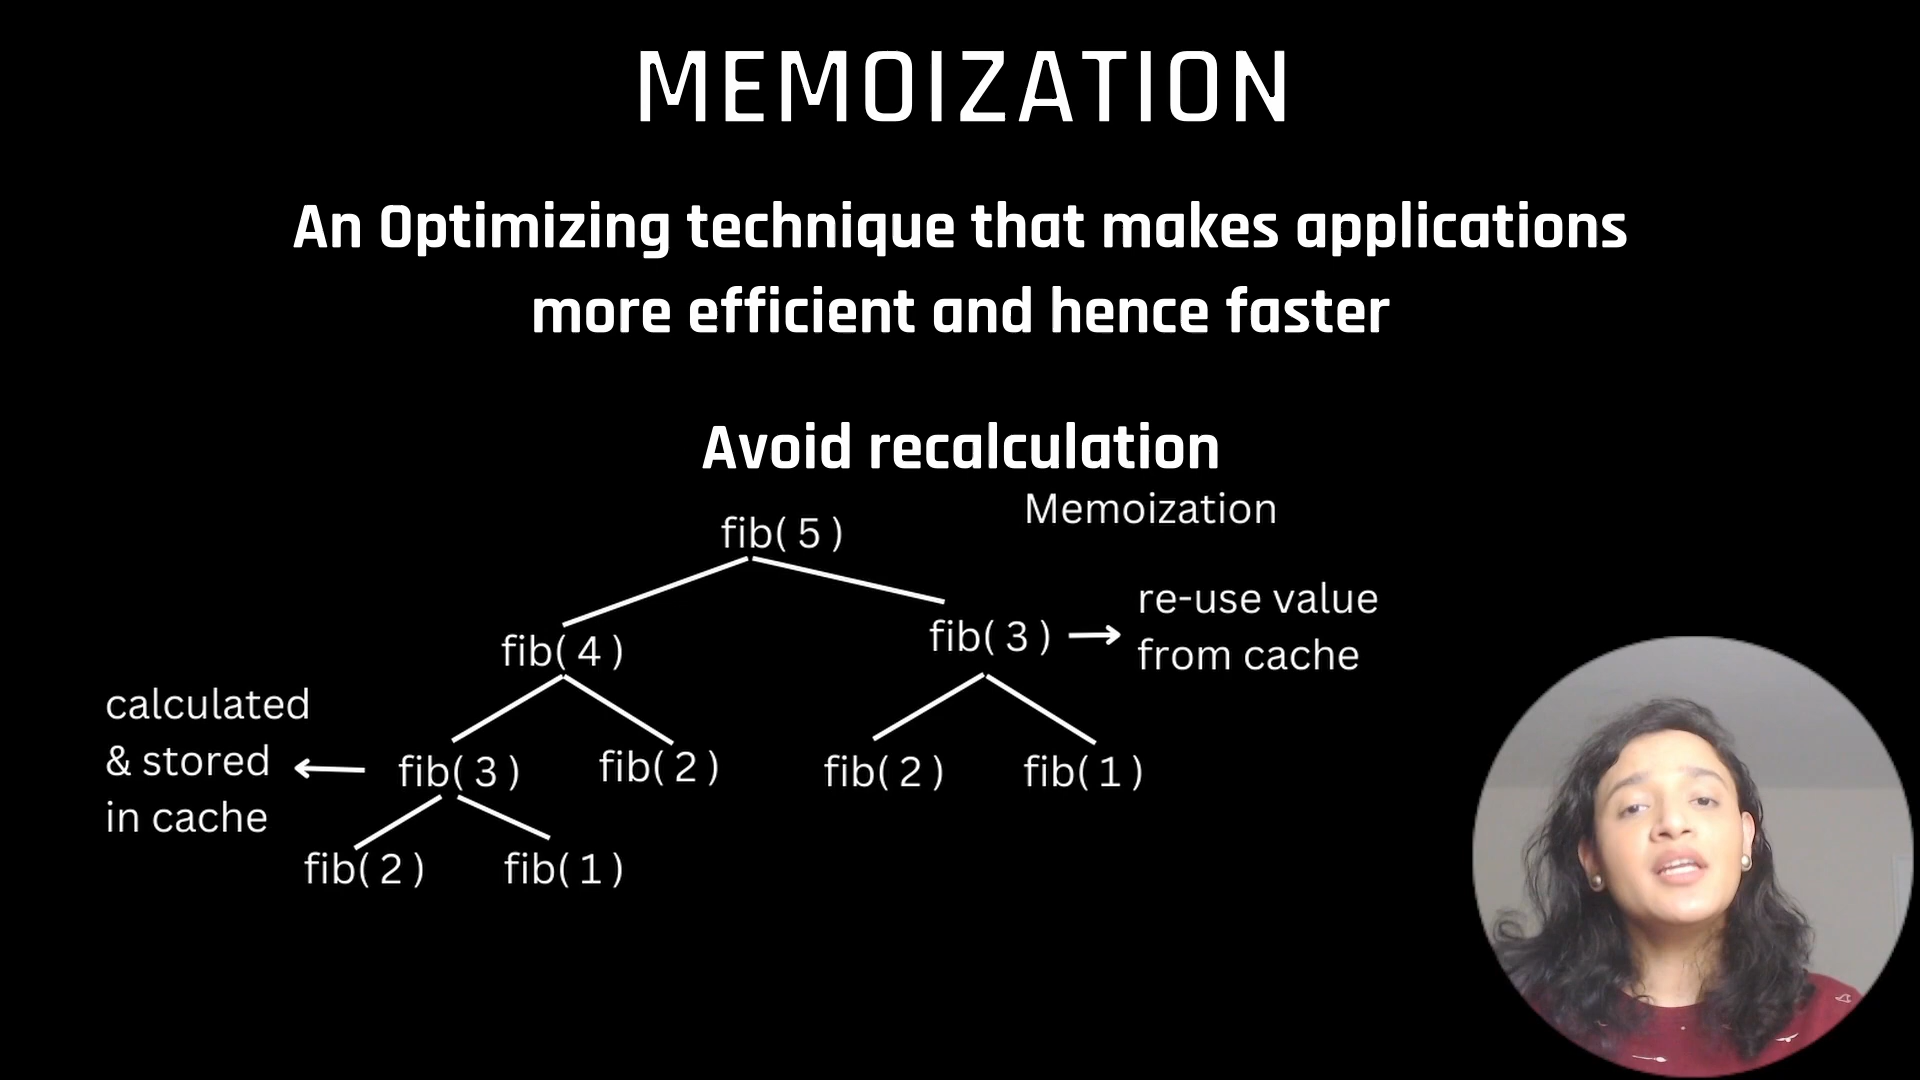 MEMOIZATION
An Optimizing technique that makes applications
more efficient and hence faster
Avoid recalculation
Memoization
fib( 5 )
re-use value
from cache
fib( 4 )
fib( 3 )
calculated
& stored
in cache
fib( 3 )
fib( 2 )
fib( 2 )
fib( 1 )
fib( 2 )
fib( 1 )